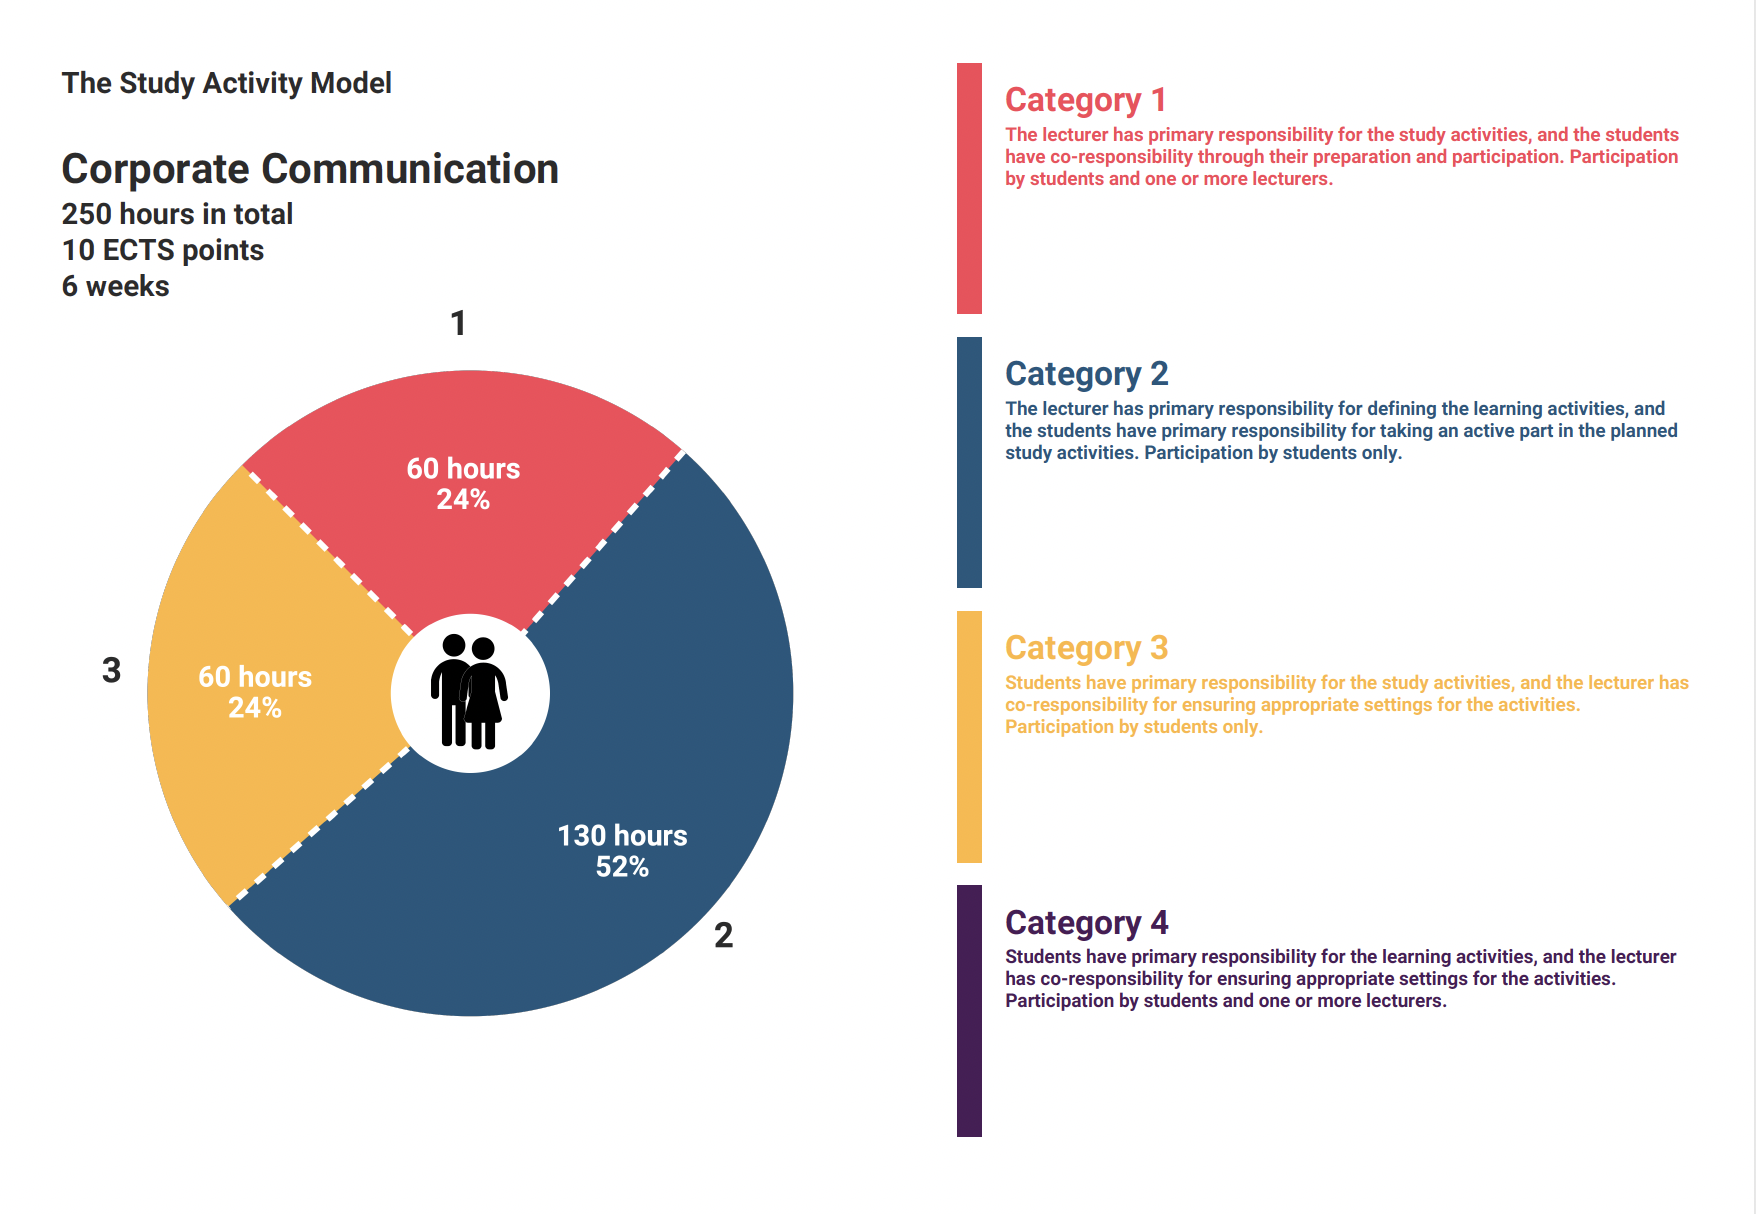 The Study Activity Model
Corporate Communication
250 hours in total
10 ECTS points
6 weeks
1
60 hours
24%
3
60 hours
24%
130 hours
52%
2
Category 1
The lecturer has primary responsibility for the study activities, and the students
have co-responsibility through their preparation and participation. Participation
by students and one or more lecturers.
Category 2
The lecturer has primary responsibility for defining the learning activities, and
the students have primary responsibility for taking an active part in the planned
study activities. Participation by students only.
Category 3
Students have primary responsibility for the study activities, and the lecturer has
co-responsibility for ensuring appropriate settings for the activities.
Participation by students only.
Category 4
Students have primary responsibility for the learning activities, and the lecturer
has co-responsibility for ensuring appropriate settings for the activities.
Participation by students and one or more lecturers.